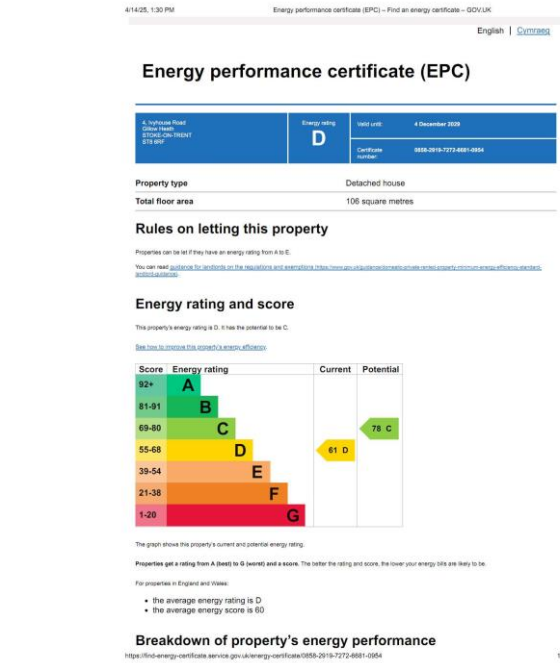 4/14/25, 1:30 PM
Energy performance certificate (EPC) – Find an energy certificate – GOV.UK
English | Cymraeg
Energy performance certificate (EPC)
4, Ivyhouse Road
Gillow Heath
STOKE-ON-TRENT
ST8 6RF
Energy rating
D
Valid until:
4 December 2029
Certificate
number:
0858-2919-7272-6681-0954
Property type
Detached house
Total floor area
106 square metres
Rules on letting this property
Properties can be let if they have an energy rating from A to E.
You can read guidance for landlords on the regulations and exemptions (https://www.gov.uk/guidance/domestic-private-rented-property-minimum-energy-efficiency-standard-
landlord-guidance).
Energy rating and score
This property's energy rating is D. It has the potential to be C.
See how to improve this property's energy efficiency.
Score Energy rating Current Potential
92+ A
81-91 B
69-80 C 78 C
55-68 D 61 D
39-54 E
21-38 F
1-20 G
The graph shows this property's current and potential energy rating.
Properties get a rating from A (best) to G (worst) and a score. The better the rating and score, the lower your energy bills are likely to be.
For properties in England and Wales:
• the average energy rating is D
• the average energy score is 60
Breakdown of property's energy performance
https://find-energy-certificate.service.gov.uk/energy-certificate/0858-2919-7272-6681-0954